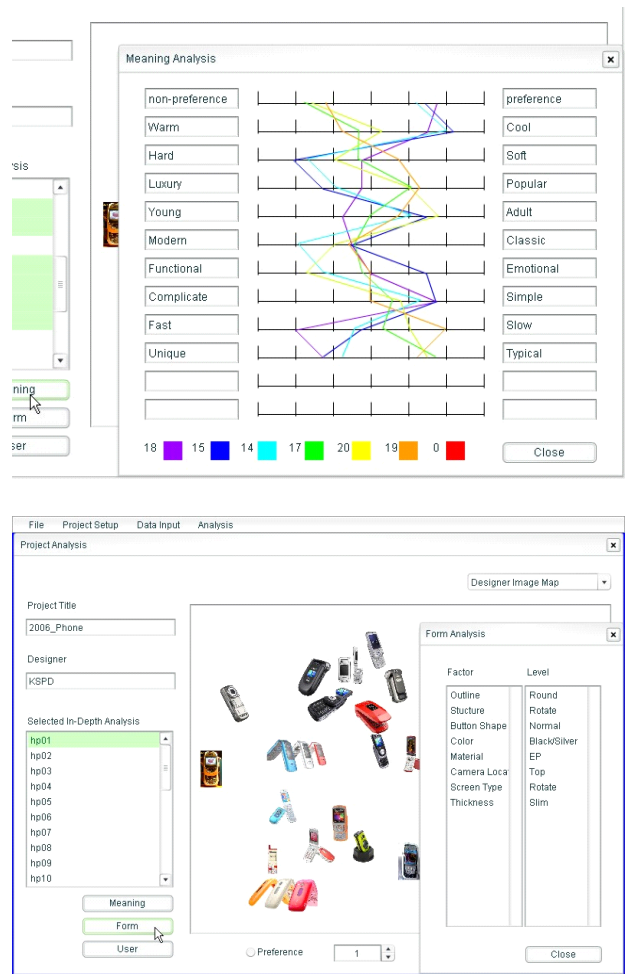 Meaning Analysis
non-preference preference
Warm Cool
Hard Soft
ysis
Luxury Popular
Young Adult
Modern Classic
Functional Emotional
Complicate Simple
Fast Slow
Unique Typical
ning
rm
ser
18 15 14 17 20 19 0 Close
File Project Setup Data Input Analysis
Project Analysis
Designer Image Map
Project Title
2006_Phone
Form Analysis
Designer
KSPD
Factor Level
Outline Round
Stucture Rotate
Button Shape Normal
Color Black/Silver
Material EP
Camera Loca Top
Screen Type Rotate
Thickness Slim
Selected In-Depth Analysis
hp01
hp02
hp03
hp04
hp05
hp06
hp07
hp08
hp09
hp10
Meaning
Form
User
Preference 1
Close